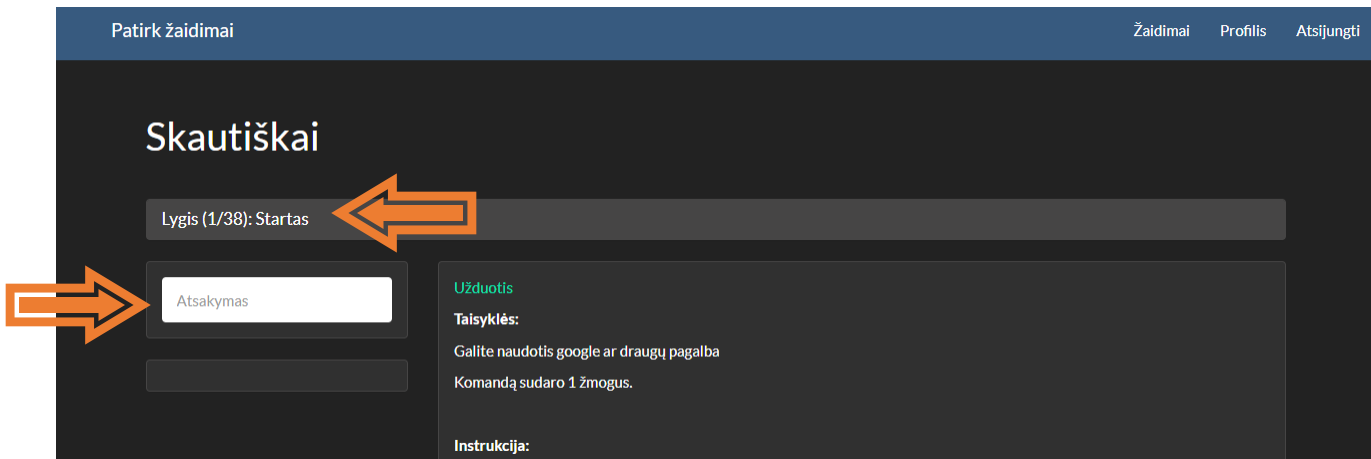 Patirk žaidimai
Žaidimai Profilis Atsijungti
Skautiškai
Lygis (1/38): Startas
Atsakymas
Užduotis
Taisyklės:
Galite naudotis google ar draugų pagalba
Komandą sudaro 1 žmogus.
Instrukcija: